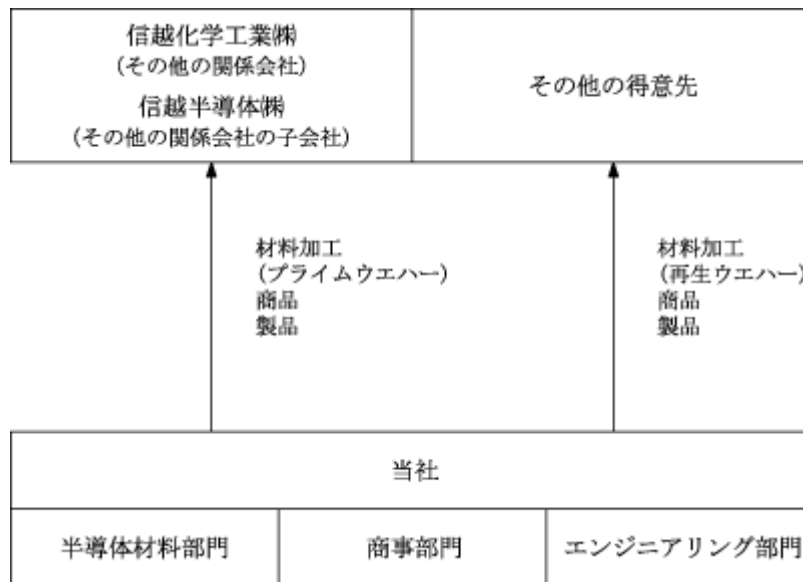 信越化学工業㈱
(その他の関係会社)
信越半導体㈱
(その他の関係会社の子会社)
その他の得意先
材料加工
(プライムウエハー)
商品
製品
材料加工
(再生ウエハー)
商品
製品
当社
半導体材料部門
商事部門
エンジニアリング部門